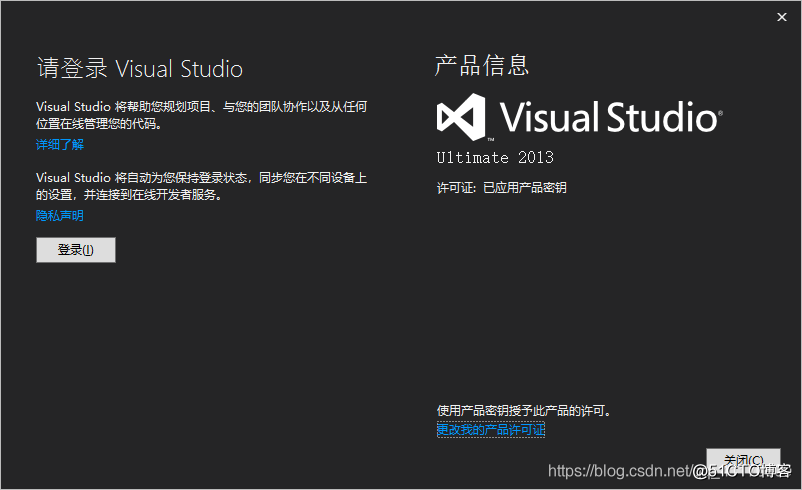 请登录 Visual Studio
Visual Studio 将帮助您规划项目、与您的团队协作以及从任何
位置在线管理您的代码。
详细了解
Visual Studio 将自动为您保持登录状态，同步您在不同设备上
的设置，并连接到在线开发者服务。
隐私声明
登录(I)
产品信息
Visual Studio®
™
Ultimate 2013
许可证: 已应用产品密钥
使用产品密钥授予此产品的许可。
更改我的产品许可证
关闭(C)
https://blog.csdn.net/
@51CTO博客